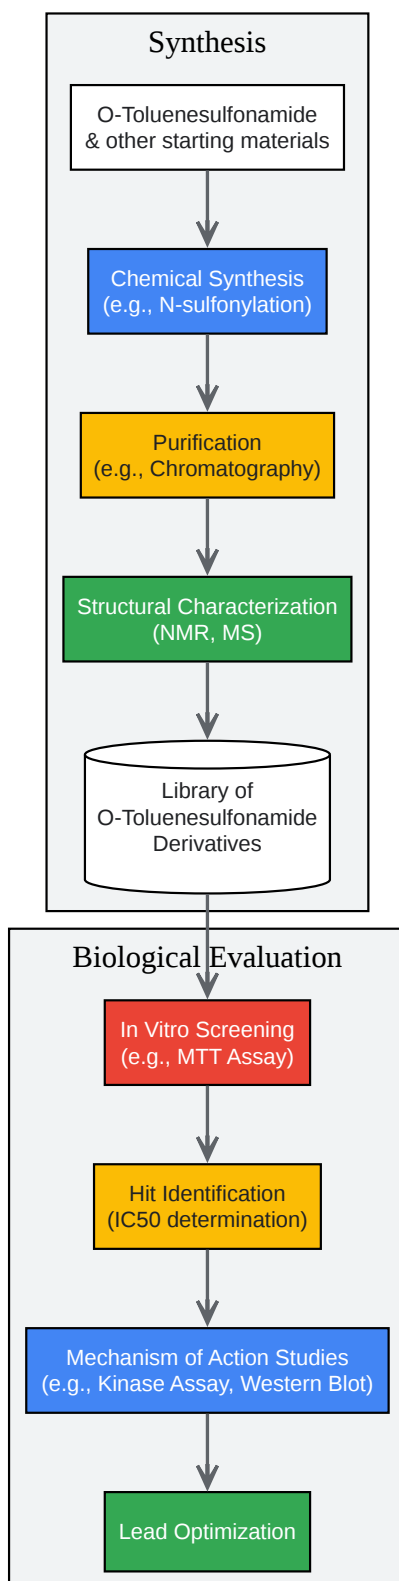 Synthesis
O-Toluenesulfonamide
& other starting materials
Chemical Synthesis
(e.g., N-sulfonylation)
Purification
(e.g., Chromatography)
Structural Characterization
(NMR, MS)
Library of
O-Toluenesulfonamide
Derivatives
Biological Evaluation
In Vitro Screening
(e.g., MTT Assay)
Hit Identification
(IC50 determination)
Mechanism of Action Studies
(e.g., Kinase Assay, Western Blot)
Lead Optimization